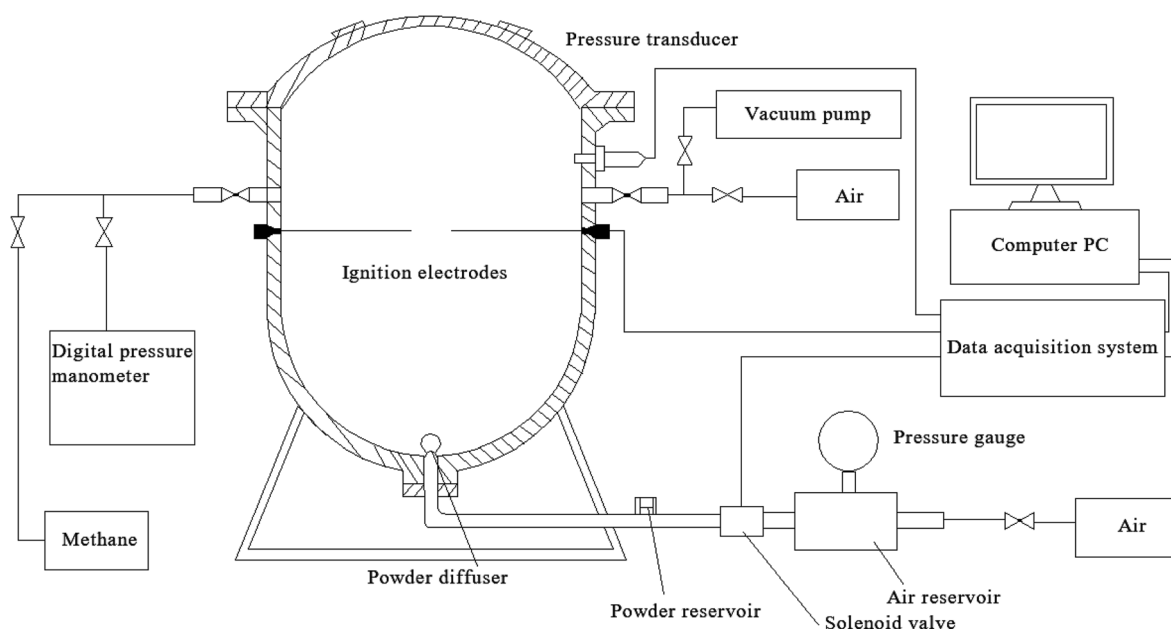 Pressure transducer
Vacuum pump
Air
Computer PC
Ignition electrodes
Digital pressure
manometer
Data acquisition system
Pressure gauge
Methane
Air
Powder diffuser
Powder reservoir
Air reservoir
Solenoid valve